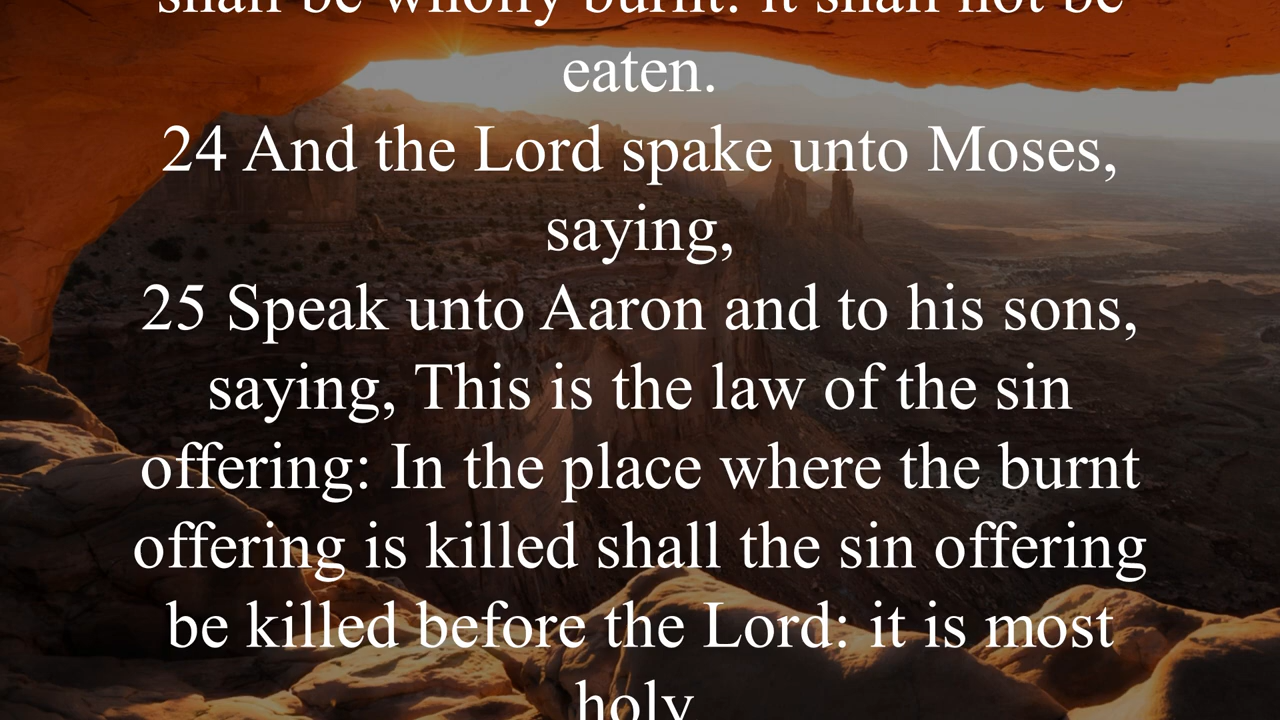 shall be wholly burnt: it shall not be
eaten.
24 And the Lord spake unto Moses,
saying,
25 Speak unto Aaron and to his sons,
saying, This is the law of the sin
offering: In the place where the burnt
offering is killed shall the sin offering
be killed before the Lord: it is most
holy